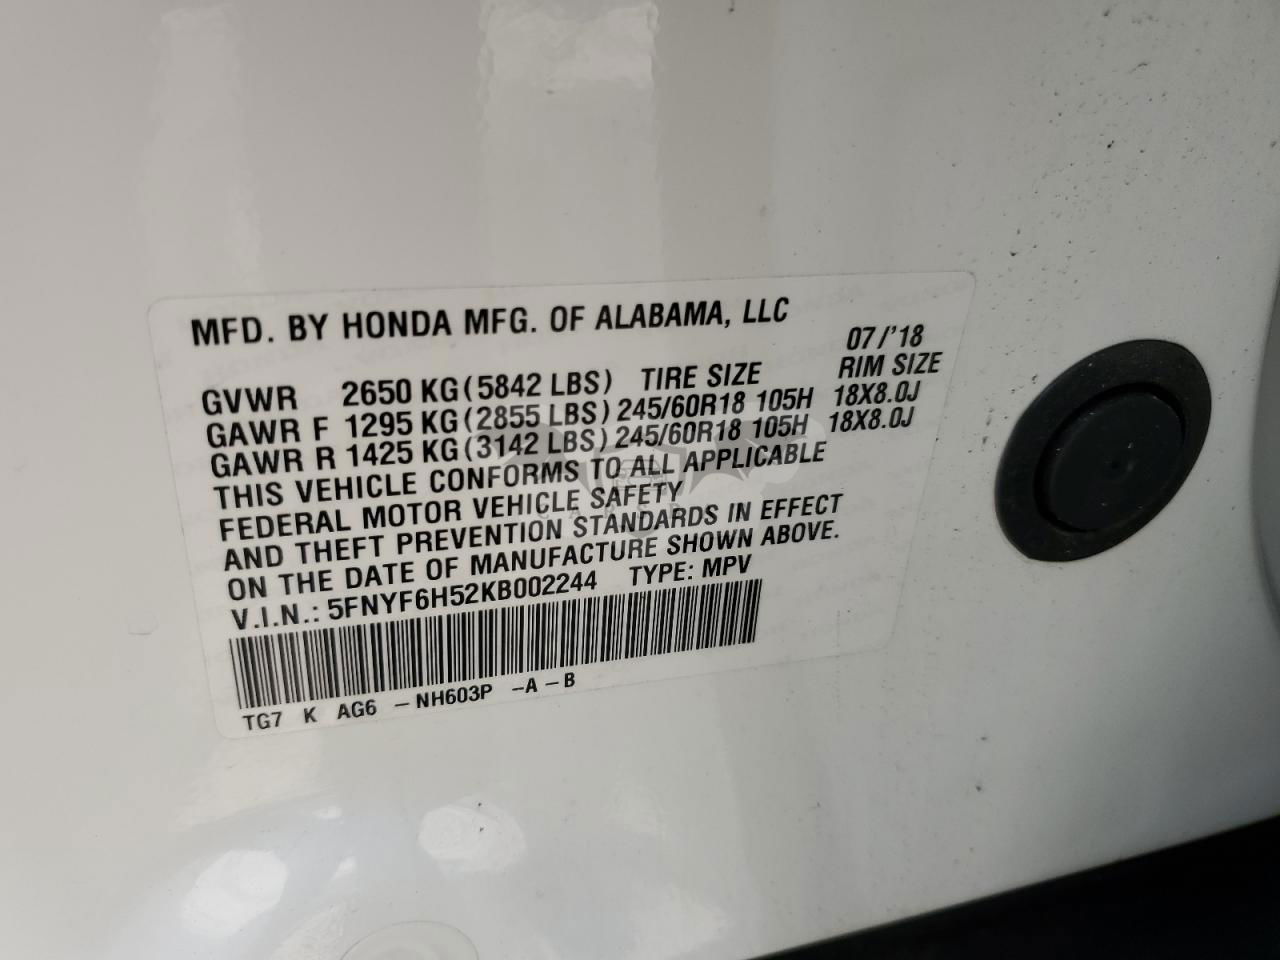 MFD. BY HONDA MFG. OF ALABAMA, LLC
07/'18
GVWR 2650 KG(5842 LBS) TIRE SIZE RIM SIZE
GAWR F 1295 KG(2855 LBS) 245/60R18 105H 18X8.0J
GAWR R 1425 KG(3142 LBS) 245/60R18 105H 18X8.0J
THIS VEHICLE CONFORMS TO ALL APPLICABLE
FEDERAL MOTOR VEHICLE SAFETY
AND THEFT PREVENTION STANDARDS IN EFFECT
ON THE DATE OF MANUFACTURE SHOWN ABOVE.
V.I.N.: 5FNYF6H52KB002244 TYPE: MPV
TG7 K AG6 -NH603P -A-B